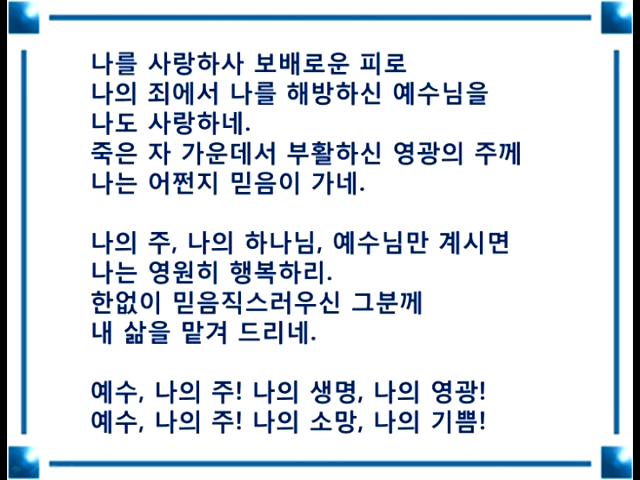 나를 사랑하사 보배로운 피로
나의 죄에서 나를 해방하신 예수님을
나도 사랑하네.
죽은 자 가운데서 부활하신 영광의 주께
나는 어쩐지 믿음이 가네.
나의 주, 나의 하나님, 예수님만 계시면
나는 영원히 행복하리.
한없이 믿음직스러우신 그분께
내 삶을 맡겨 드리네.
예수, 나의 주! 나의 생명, 나의 영광!
예수, 나의 주! 나의 소망, 나의 기쁨!